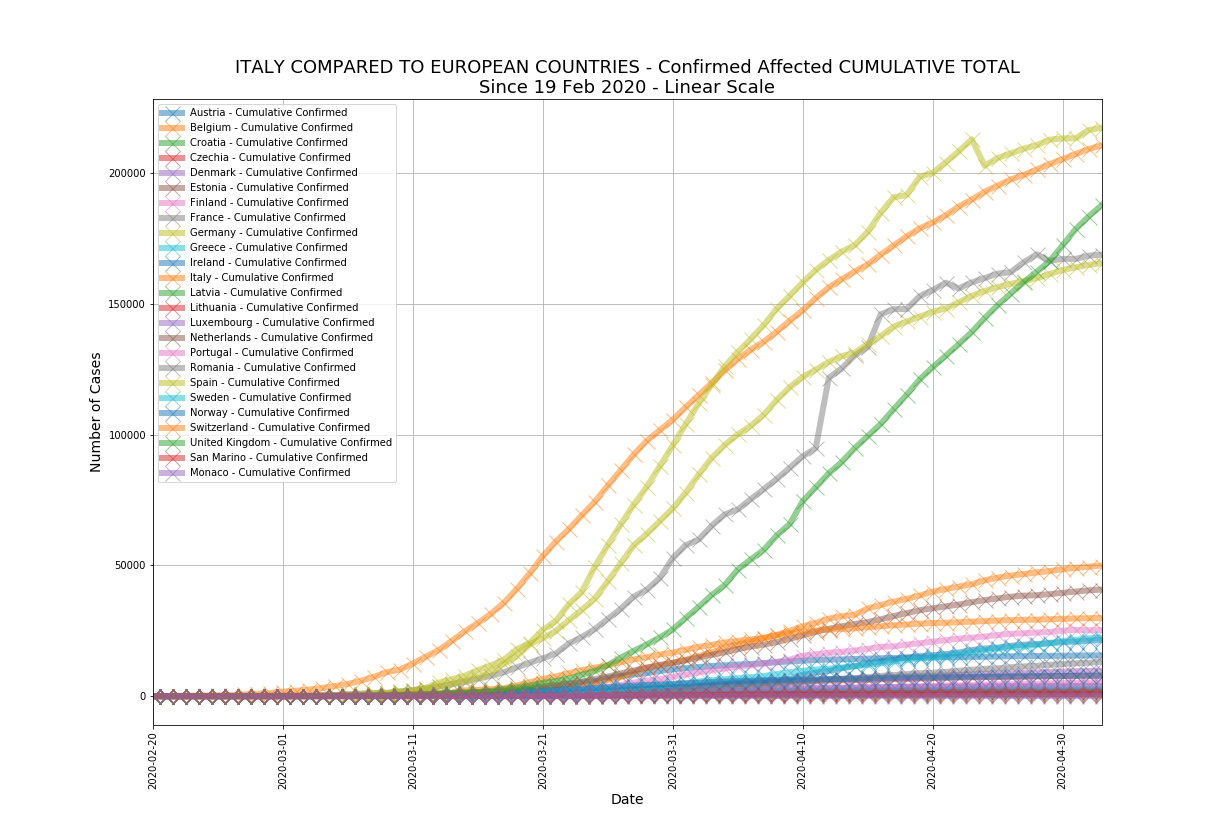 ITALY COMPARED TO EUROPEAN COUNTRIES - Confirmed Affected CUMULATIVE TOTAL
Since 19 Feb 2020 - Linear Scale
Austria - Cumulative Confirmed
Belgium - Cumulative Confirmed
Croatia - Cumulative Confirmed
Czechia - Cumulative Confirmed
Denmark - Cumulative Confirmed
Estonia - Cumulative Confirmed
Finland - Cumulative Confirmed
France - Cumulative Confirmed
Germany - Cumulative Confirmed
Greece - Cumulative Confirmed
Ireland - Cumulative Confirmed
Italy - Cumulative Confirmed
Latvia - Cumulative Confirmed
Lithuania - Cumulative Confirmed
Luxembourg - Cumulative Confirmed
Netherlands - Cumulative Confirmed
Portugal - Cumulative Confirmed
Romania - Cumulative Confirmed
Spain - Cumulative Confirmed
Sweden - Cumulative Confirmed
Norway - Cumulative Confirmed
Switzerland - Cumulative Confirmed
United Kingdom - Cumulative Confirmed
San Marino - Cumulative Confirmed
Monaco - Cumulative Confirmed
Number of Cases
200000
150000
100000
50000
0
2020-02-20
2020-03-01
2020-03-11
2020-03-21
2020-03-31
2020-04-10
2020-04-20
2020-04-30
Date